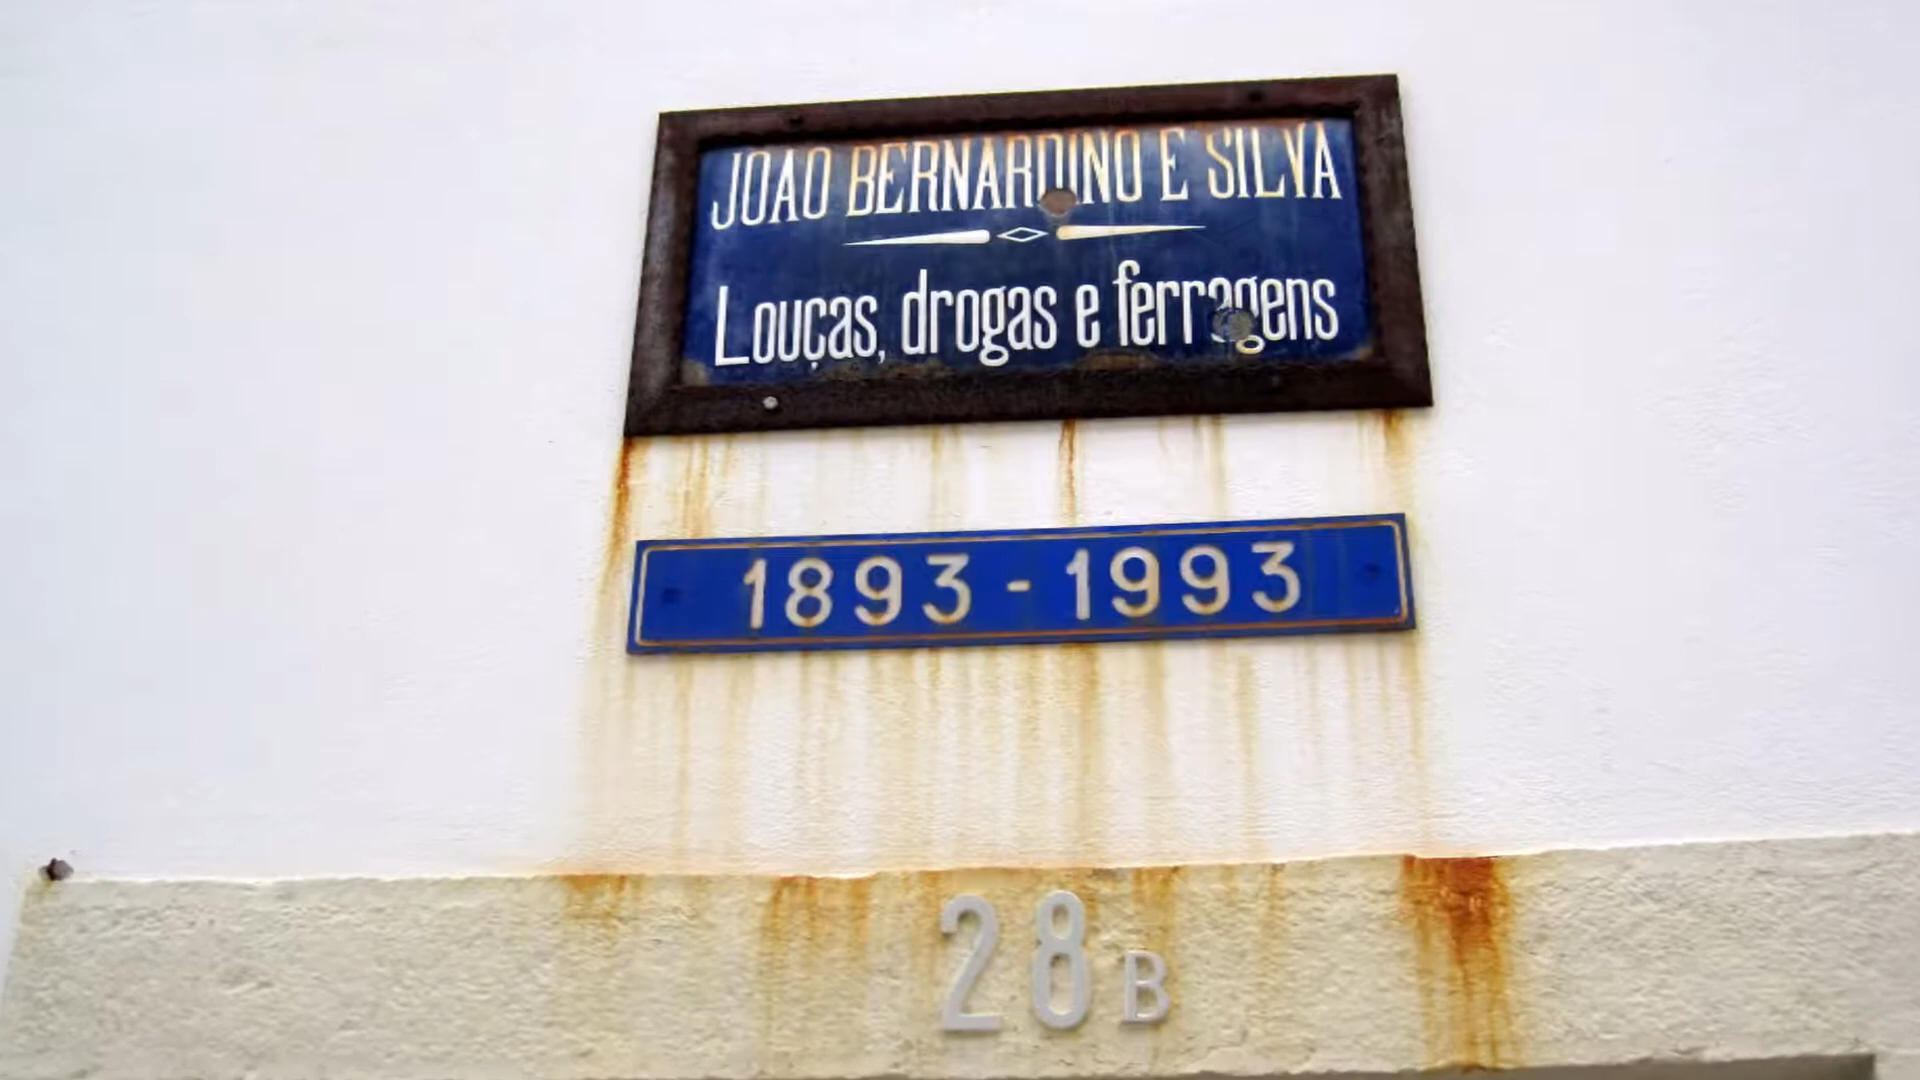 JOAO BERNARDINO E SILVA
Louças, drogas e ferragens
1893 - 1993
28 B